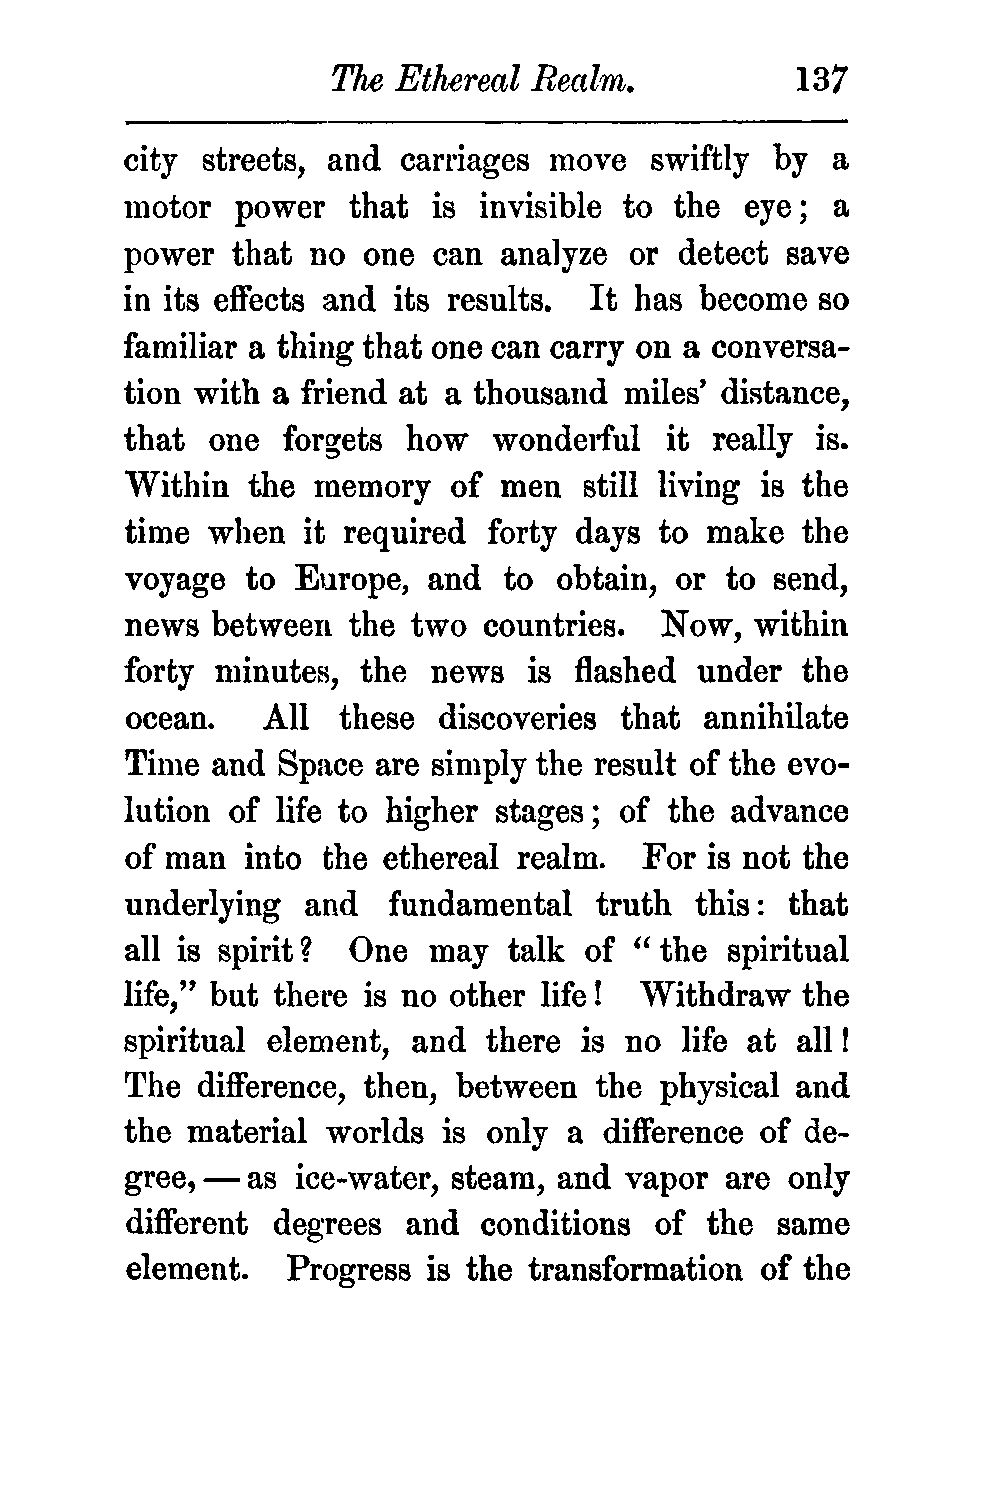 The Ethereal Realm. 137
city streets, and carriages move swiftly by a
motor power that is invisible to the eye; a
power that no one can analyze or detect save
in its effects and its results. It has become so
familiar a thing that one can carry on a conversa-
tion with a friend at a thousand miles' distance,
that one forgets how wonderful it really is.
Within the memory of men still living is the
time when it required forty days to make the
voyage to Europe, and to obtain, or to send,
news between the two countries. Now, within
forty minutes, the news is flashed under the
ocean. All these discoveries that annihilate
Time and Space are simply the result of the evo-
lution of life to higher stages; of the advance
of man into the ethereal realm. For is not the
underlying and fundamental truth this: that
all is spirit? One may talk of "the spiritual
life," but there is no other life! Withdraw the
spiritual element, and there is no life at all!
The difference, then, between the physical and
the material worlds is only a difference of de-
gree, — as ice-water, steam, and vapor are only
different degrees and conditions of the same
element. Progress is the transformation of the